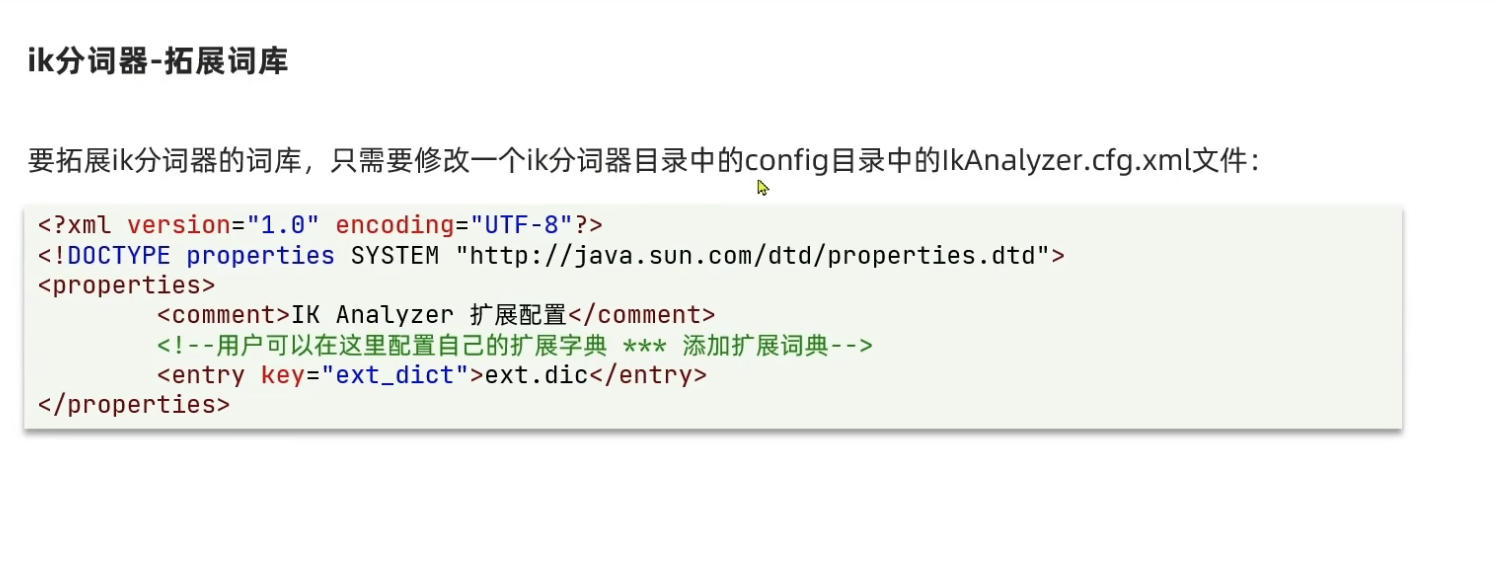 ik分词器-拓展词库
要拓展ik分词器的词库，只需要修改一个ik分词器目录中的config目录中的IkAnalyzer.cfg.xml文件：
<?xml version="1.0" encoding="UTF-8"?>
<!DOCTYPE properties SYSTEM "http://java.sun.com/dtd/properties.dtd">
<properties>
        <comment>IK Analyzer 扩展配置</comment>
        <!--用户可以在这里配置自己的扩展字典 *** 添加扩展词典-->
        <entry key="ext_dict">ext.dic</entry>
</properties>